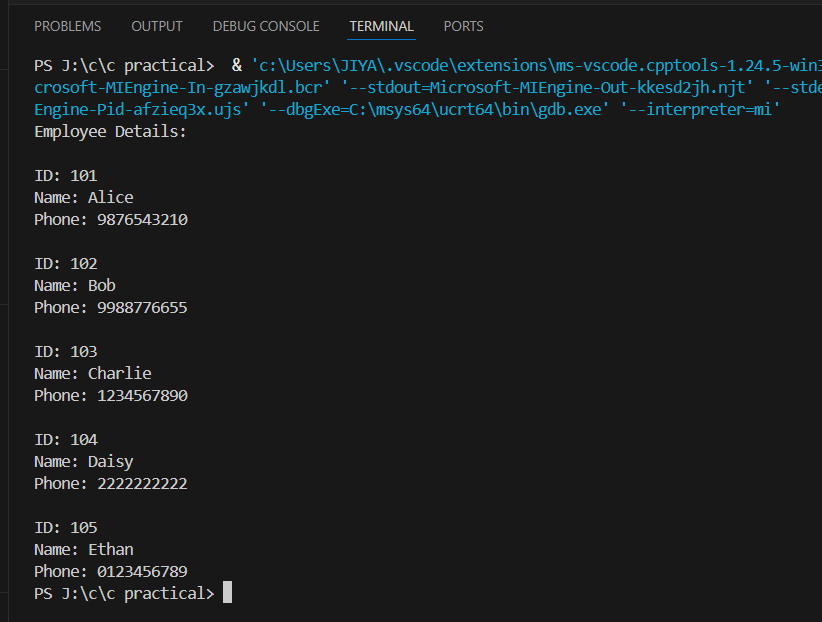 PROBLEMS OUTPUT DEBUG CONSOLE TERMINAL PORTS
PS J:\c\c practical>  & 'c:\Users\JIYA\.vscode\extensions\ms-vscode.cpptools-1.24.5-win3
crosoft-MIEngine-In-gzawjkdl.bcr' '--stdout=Microsoft-MIEngine-Out-kkesd2jh.njt' '--stde
Engine-Pid-afzieq3x.ujs' '--dbgExe=C:\msys64\ucrt64\bin\gdb.exe' '--interpreter=mi'
Employee Details:
ID: 101
Name: Alice
Phone: 9876543210
ID: 102
Name: Bob
Phone: 9988776655
ID: 103
Name: Charlie
Phone: 1234567890
ID: 104
Name: Daisy
Phone: 2222222222
ID: 105
Name: Ethan
Phone: 0123456789
PS J:\c\c practical>